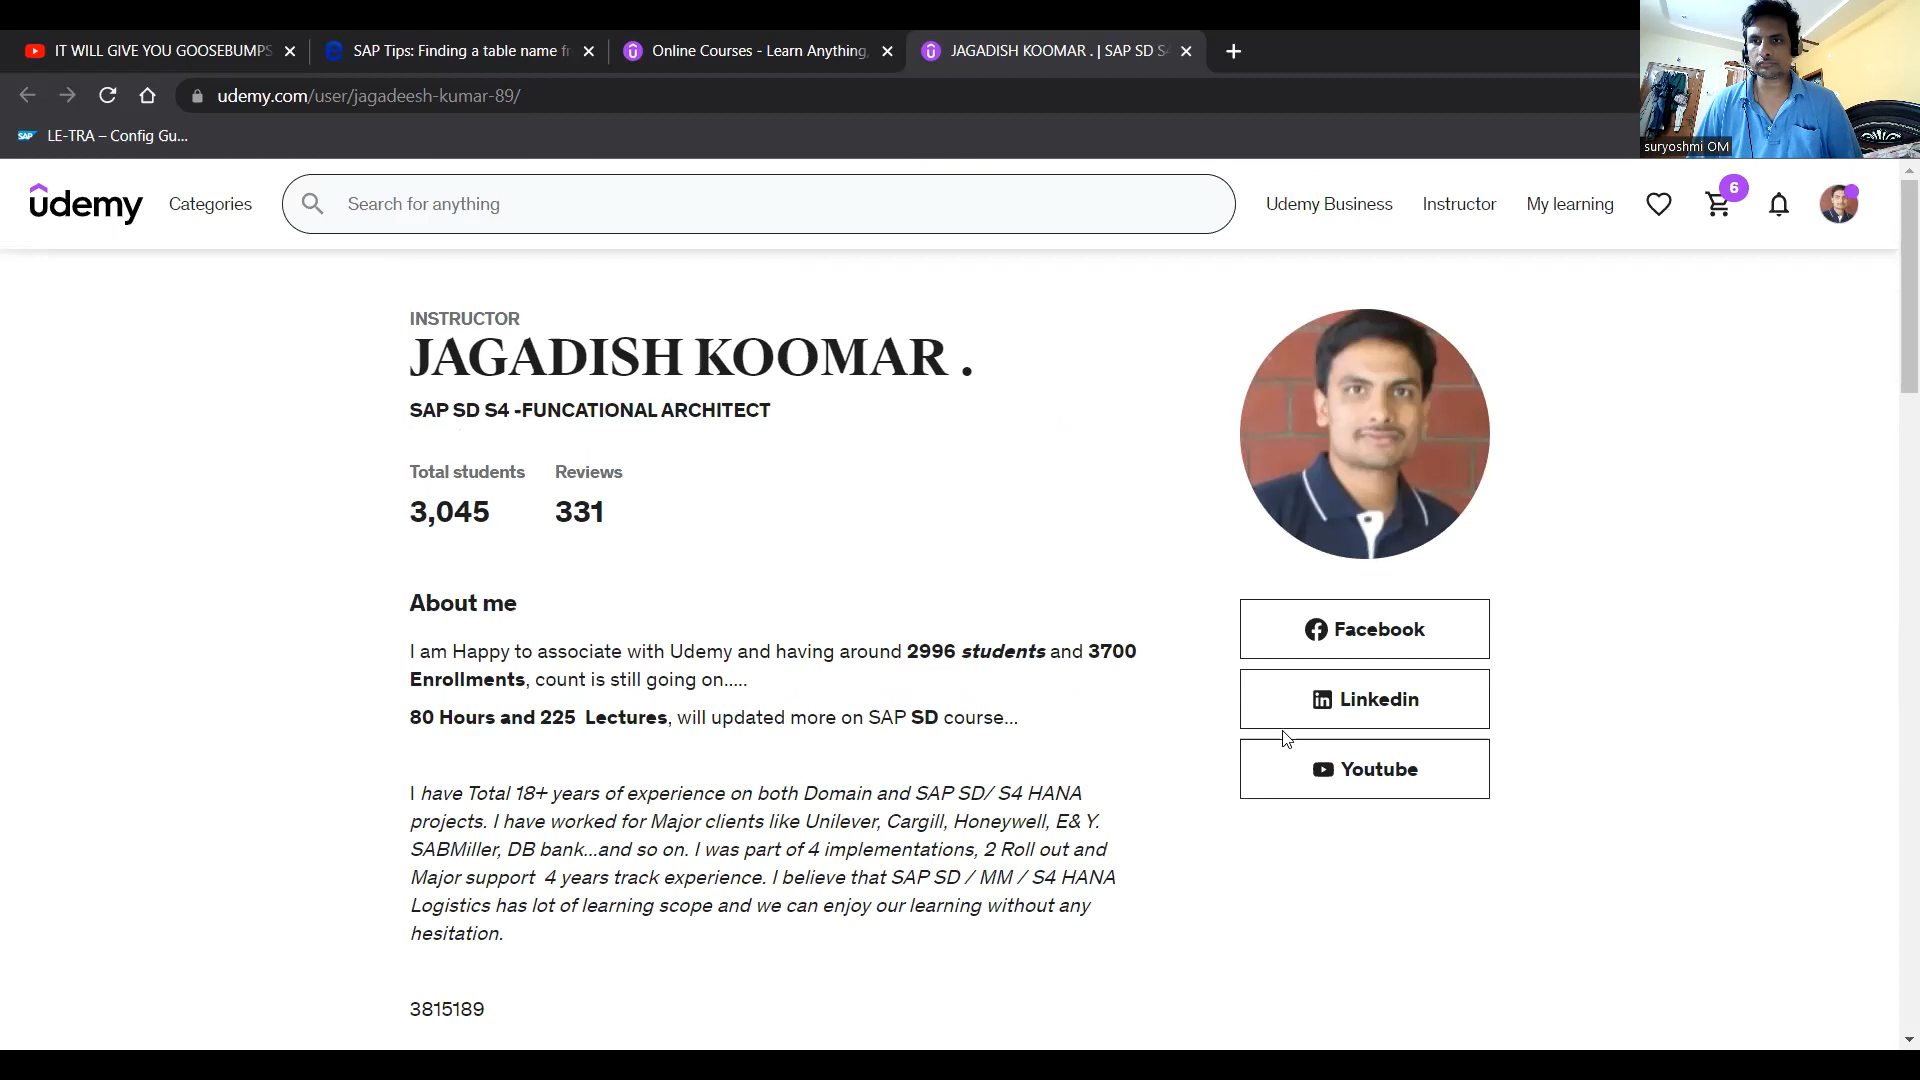 IT WILL GIVE YOU GOOSEBUMPS
SAP Tips: Finding a table name fr
Online Courses - Learn Anything,
JAGADISH KOOMAR . | SAP SD S4
udemy.com/user/jagadeesh-kumar-89/
SAP LE-TRA – Config Gu...
suryoshmi OM
udemy
Categories
Search for anything
Udemy Business
Instructor
My learning
6
INSTRUCTOR
JAGADISH KOOMAR .
SAP SD S4 -FUNCATIONAL ARCHITECT
Total students Reviews
3,045 331
About me
I am Happy to associate with Udemy and having around 2996 students and 3700
Enrollments, count is still going on.....
80 Hours and 225 Lectures, will updated more on SAP SD course...
I have Total 18+ years of experience on both Domain and SAP SD/ S4 HANA
projects. I have worked for Major clients like Unilever, Cargill, Honeywell, E& Y.
SABMiller, DB bank...and so on. I was part of 4 implementations, 2 Roll out and
Major support 4 years track experience. I believe that SAP SD / MM / S4 HANA
Logistics has lot of learning scope and we can enjoy our learning without any
hesitation.
3815189
Facebook
Linkedin
Youtube